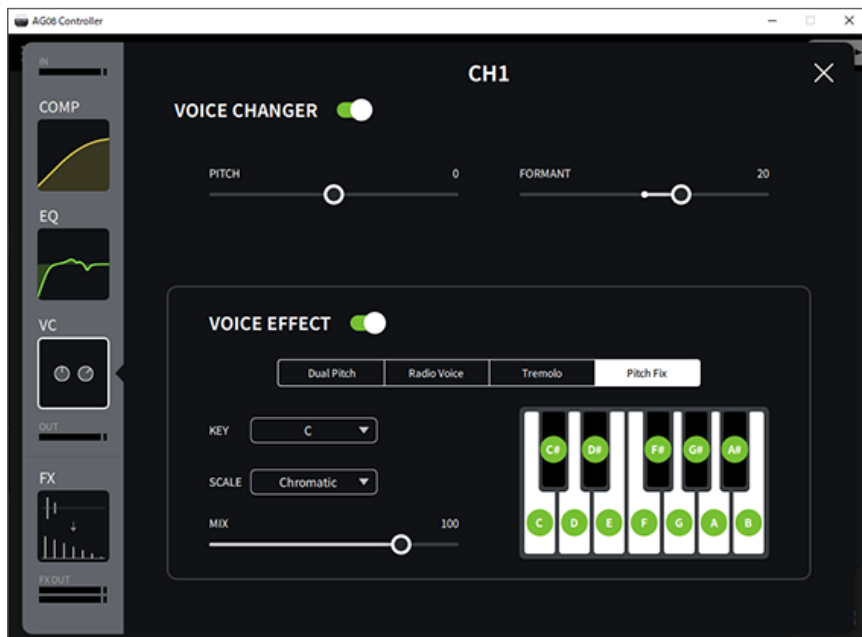 AG08 Controller
IN
COMP
EQ
VC
OUT
FX
FX OUT
CH1
VOICE CHANGER
PITCH 0
FORMANT 20
VOICE EFFECT
Dual Pitch Radio Voice Tremolo Pitch Fix
KEY C
SCALE Chromatic
MIX 100
C# D# F# G# A#
C D E F G A B